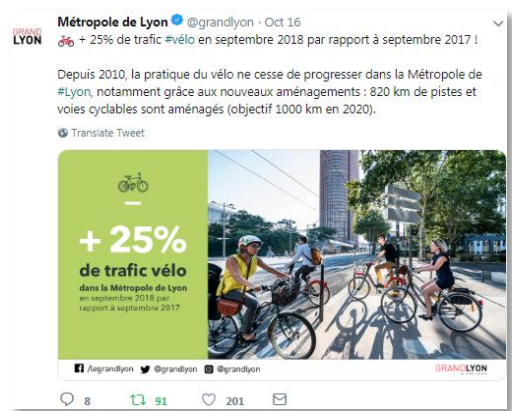 GRAND
LYON
Métropole de Lyon @grandlyon · Oct 16
+ 25% de trafic #vélo en septembre 2018 par rapport à septembre 2017 !
Depuis 2010, la pratique du vélo ne cesse de progresser dans la Métropole de
#Lyon, notamment grâce aux nouveaux aménagements : 820 km de pistes et
voies cyclables sont aménagés (objectif 1000 km en 2020).
Translate Tweet
+ 25%
de trafic vélo
dans la Métropole de Lyon
en septembre 2018 par
rapport à septembre 2017
/legrandlyon @grandlyon @grandlyon
GRANDLYON
8 91 201